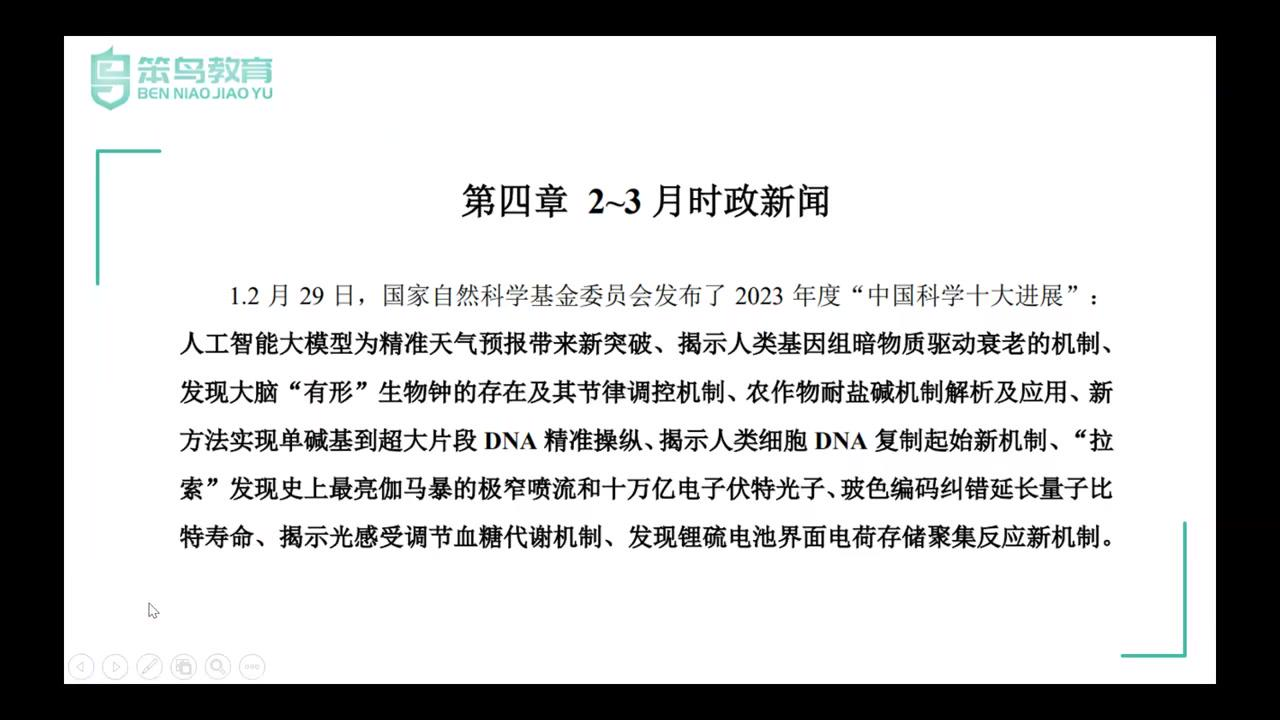 笨鸟教育
BEN NIAO JIAO YU
第四章 2~3 月时政新闻
1.2 月 29 日，国家自然科学基金委员会发布了 2023 年度“中国科学十大进展”：
人工智能大模型为精准天气预报带来新突破、揭示人类基因组暗物质驱动衰老的机制、
发现大脑“有形”生物钟的存在及其节律调控机制、农作物耐盐碱机制解析及应用、新
方法实现单碱基到超大片段 DNA 精准操纵、揭示人类细胞 DNA 复制起始新机制、“拉
索”发现史上最亮伽马暴的极窄喷流和十万亿电子伏特光子、玻色编码纠错延长量子比
特寿命、揭示光感受调节血糖代谢机制、发现锂硫电池界面电荷存储聚集反应新机制。